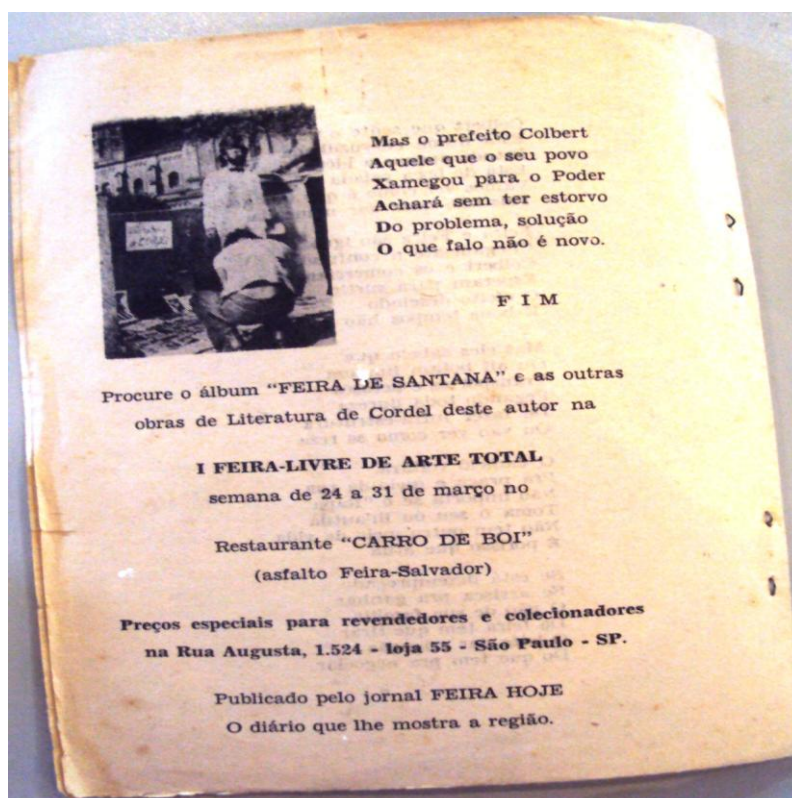 Mas o prefeito Colbert
Aquele que o seu povo
Xamegou para o Poder
Achará sem ter estorvo
Do problema, solução
O que falo não é novo.
F I M
Procure o álbum "FEIRA DE SANTANA" e as outras
obras de Literatura de Cordel deste autor na
I FEIRA-LIVRE DE ARTE TOTAL
semana de 24 a 31 de março no
Restaurante "CARRO DE BOI"
(asfalto Feira-Salvador)
Preços especiais para revendedores e colecionadores
na Rua Augusta, 1.524 - loja 55 - São Paulo - SP.
Publicado pelo jornal FEIRA HOJE
O diário que lhe mostra a região.